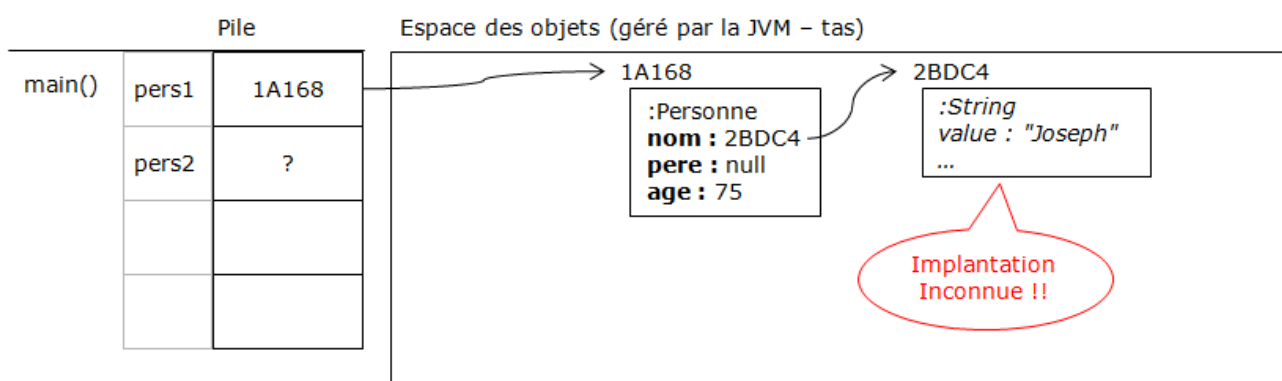 Pile
Espace des objets (géré par la JVM – tas)
main()
pers1
1A168
1A168
2BDC4
:Personne
nom : 2BDC4
pere : null
age : 75
:String
value : "Joseph"
...
pers2
?
Implantation
Inconnue !!